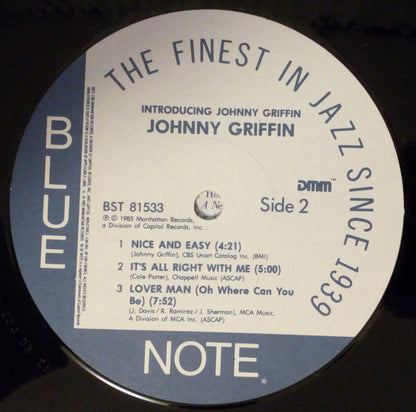 THE FINEST IN JAZZ SINCE 1939
BLUE
NOTE
INTRODUCING JOHNNY GRIFFIN
JOHNNY GRIFFIN
BST 81533
℗ © 1985 Manhattan Records,
a Division of Capitol Records, Inc.
DMM
Side 2
1 NICE AND EASY (4:21)
(Johnny Griffin), CBS Unart Catalog Inc. (BMI)
2 IT'S ALL RIGHT WITH ME (5:00)
(Cole Porter), Chappell Music (ASCAP)
3 LOVER MAN (Oh Where Can You
Be) (7:52)
(J. Davis/R. Ramirez/J. Sherman), MCA Music,
A Division of MCA Inc. (ASCAP)